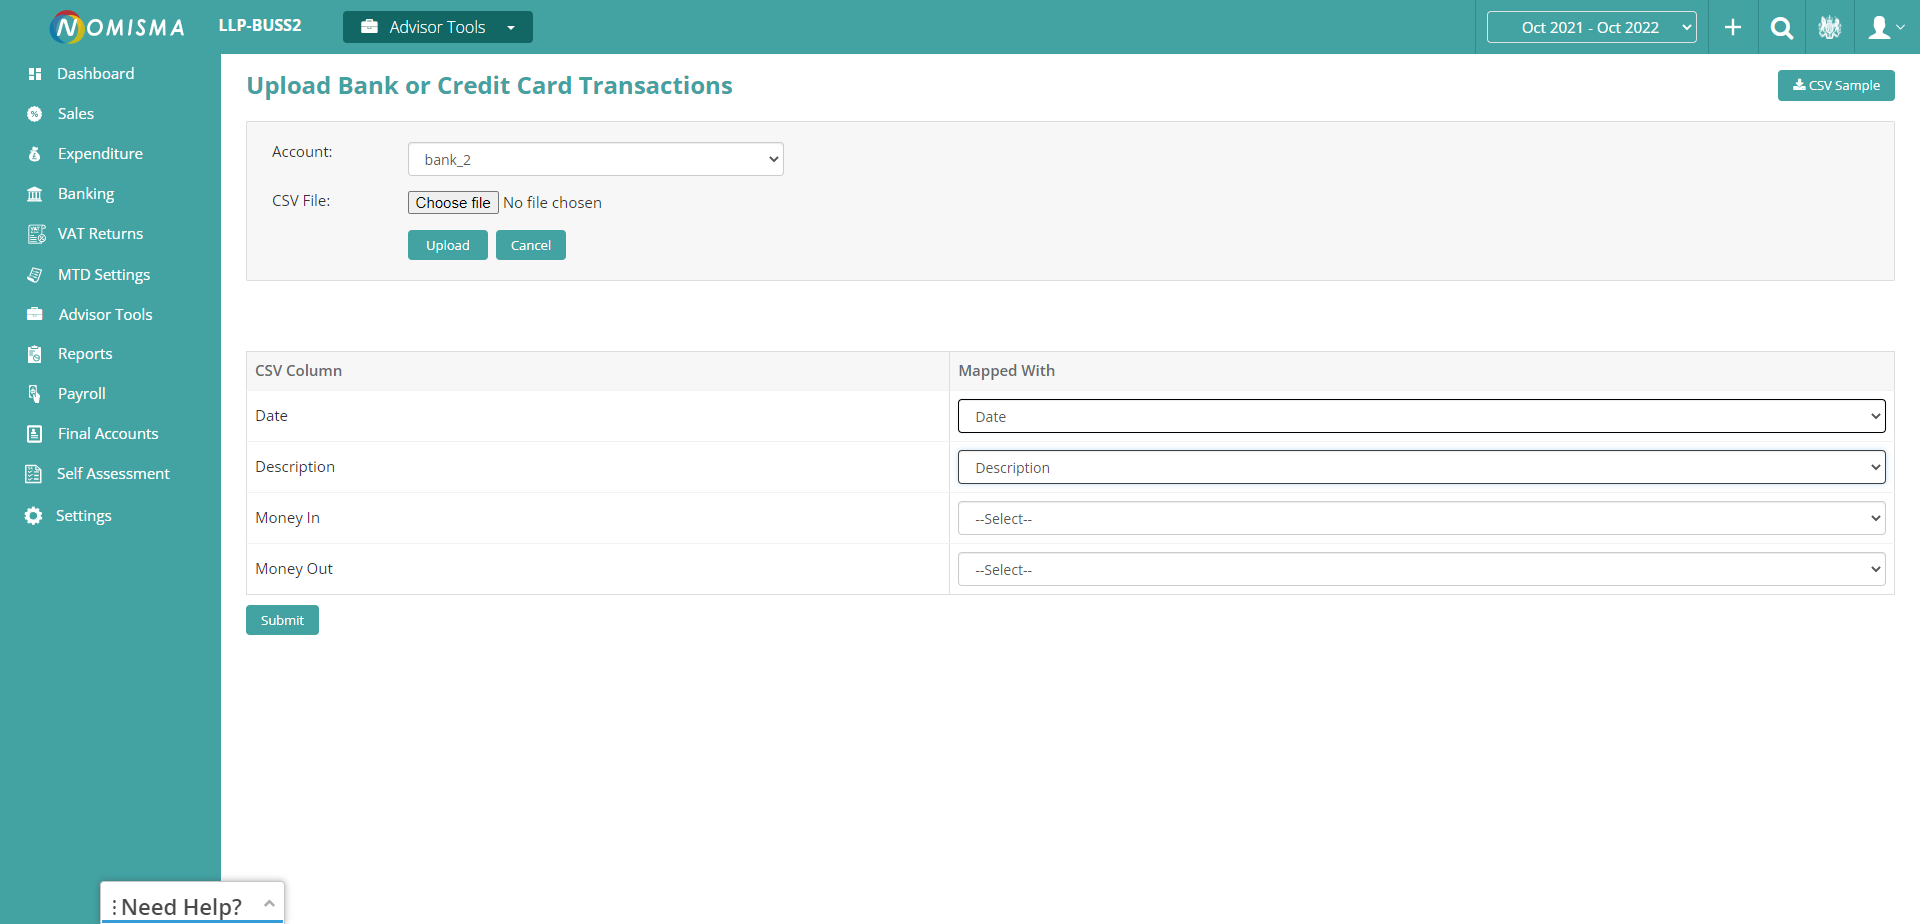 NOMISMA
LLP-BUSS2
Advisor Tools
Oct 2021 - Oct 2022
Dashboard
Sales
Expenditure
Banking
VAT Returns
MTD Settings
Advisor Tools
Reports
Payroll
Final Accounts
Self Assessment
Settings
Upload Bank or Credit Card Transactions
CSV Sample
Account:
bank_2
CSV File:
Choose file No file chosen
Upload Cancel
CSV Column Mapped With
Date Date
Description Description
Money In --Select--
Money Out --Select--
Submit
Need Help?